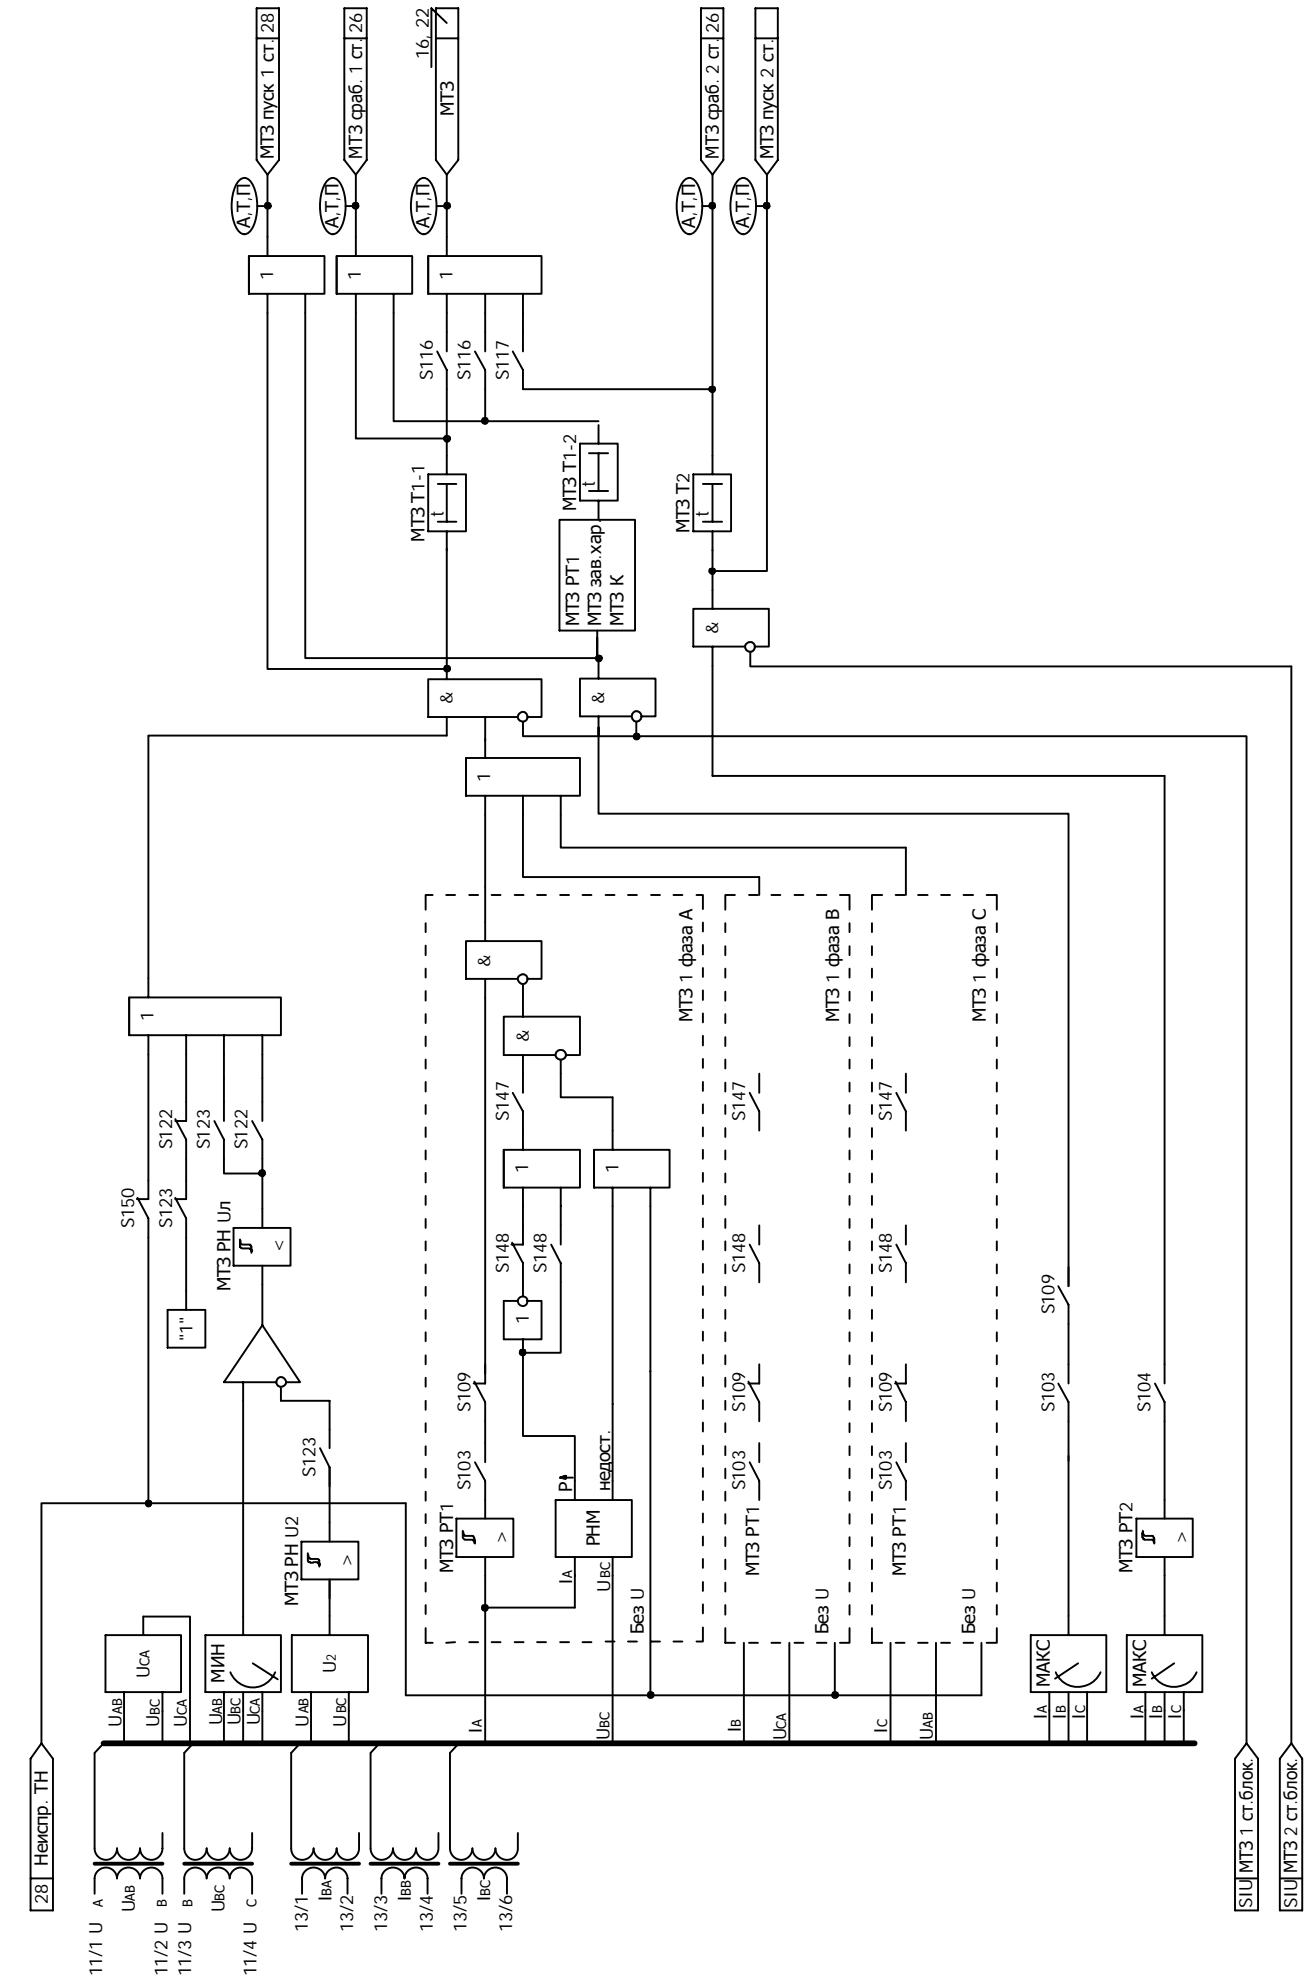 28 Неиспр. ТН
11/1 U A
UAB
11/2 U B
11/3 U B
UBC
11/4 U C
13/1
IBA
13/2
13/3
IBB
13/4
13/5
IBC
13/6
UAB
UBC
UCA
UCA
UAB
UBC
UCA
МИН
UAB
UBC
U2
МТЗ РН U2
>
S123
"1"
МТЗ РН UЛ
<
S150
S123
S122
S123
S122
1
IA
UBC
IA
UBC
РНМ
P
недост.
Без U
МТЗ РТ1
>
S103
S109
1
S148
S148
1
1
S147
&
&
МТЗ 1 фаза А
IB
UCA
Без U
МТЗ РТ1
S103
S109
S148
S147
МТЗ 1 фаза В
IC
UAB
Без U
МТЗ РТ1
S103
S109
S148
S147
МТЗ 1 фаза С
IA
IB
IC
МАКС
S103
S109
IA
IB
IC
МАКС
МТЗ РТ2
>
S104
SIU МТЗ 1 ст.блок.
SIU МТЗ 2 ст.блок.
1
&
&
&
МТЗ РТ1
МТЗ зав.хар
МТЗ К
МТЗ Т1-1
t
МТЗ Т1-2
t
МТЗ Т2
t
S116
S116
S117
1
1
1
А,Т,П
А,Т,П
А,Т,П
А,Т,П
А,Т,П
МТЗ пуск 1 ст. 28
МТЗ сраб. 1 ст. 26
МТЗ
16, 22
МТЗ сраб. 2 ст. 26
МТЗ пуск 2 ст.